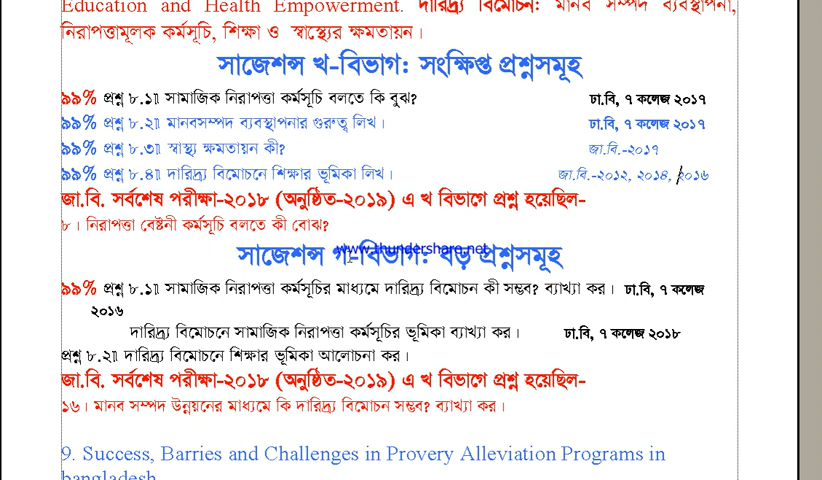 Education and Health Empowerment. দারিদ্র্য বিমোচন: মানব সম্পদ ব্যবস্থাপনা,
নিরাপত্তামূলক কর্মসূচি, শিক্ষা ও স্বাস্থ্যের ক্ষমতায়ন।
সাজেশন্স খ-বিভাগ: সংক্ষিপ্ত প্রশ্নসমূহ
৯৯% প্রশ্ন ৮.১॥ সামাজিক নিরাপত্তা কর্মসূচি বলতে কি বুঝ? ঢা.বি, ৭ কলেজ ২০১৭
৯৯% প্রশ্ন ৮.২॥ মানবসম্পদ ব্যবস্থাপনার গুরুত্ব লিখ। ঢা.বি, ৭ কলেজ ২০১৭
৯৯% প্রশ্ন ৮.৩॥ স্বাস্থ্য ক্ষমতায়ন কী? জা.বি.-২০১৭
৯৯% প্রশ্ন ৮.৪॥ দারিদ্র্য বিমোচনে শিক্ষার ভূমিকা লিখ। জা.বি.-২০১২, ২০১৪, ২০১৬
জা.বি. সর্বশেষ পরীক্ষা-২০১৮ (অনুষ্ঠিত-২০১৯) এ খ বিভাগে প্রশ্ন হয়েছিল-
৮। নিরাপত্তা বেষ্টনী কর্মসূচি বলতে কী বোঝ?
www.thundershare.net
সাজেশন্স গ-বিভাগ: বড় প্রশ্নসমূহ
৯৯% প্রশ্ন ৮.১॥ সামাজিক নিরাপত্তা কর্মসূচির মাধ্যমে দারিদ্র্য বিমোচন কী সম্ভব? ব্যাখ্যা কর। ঢা.বি, ৭ কলেজ
২০১৬
দারিদ্র্য বিমোচনে সামাজিক নিরাপত্তা কর্মসূচির ভূমিকা ব্যাখ্যা কর। ঢা.বি, ৭ কলেজ ২০১৮
প্রশ্ন ৮.২॥ দারিদ্র্য বিমোচনে শিক্ষার ভূমিকা আলোচনা কর।
জা.বি. সর্বশেষ পরীক্ষা-২০১৮ (অনুষ্ঠিত-২০১৯) এ খ বিভাগে প্রশ্ন হয়েছিল-
১৬। মানব সম্পদ উন্নয়নের মাধ্যমে কি দারিদ্র্য বিমোচন সম্ভব? ব্যাখ্যা কর।
9. Success, Barries and Challenges in Provery Alleviation Programs in
bangladesh